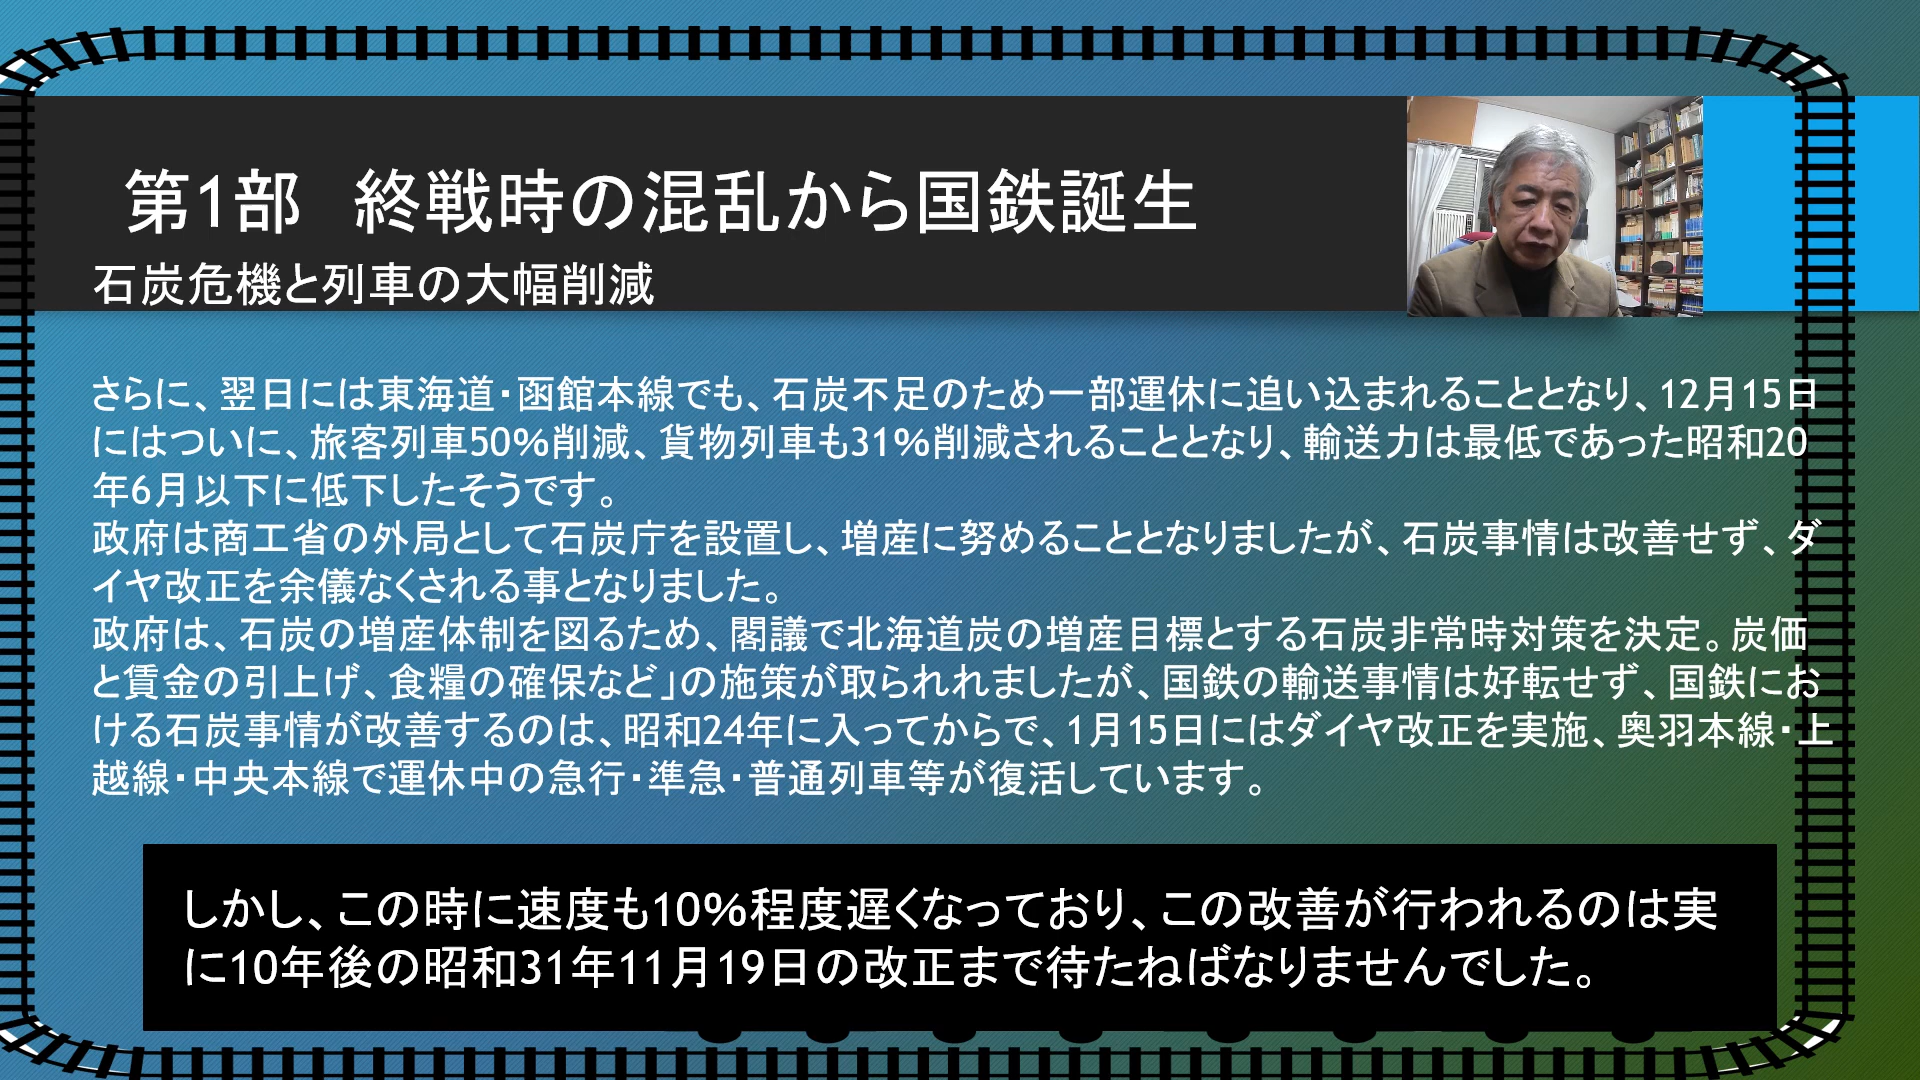 第1部　終戦時の混乱から国鉄誕生
石炭危機と列車の大幅削減
さらに、翌日には東海道・函館本線でも、石炭不足のため一部運休に追い込まれることとなり、12月15日
にはついに、旅客列車50%削減、貨物列車も31%削減されることとなり、輸送力は最低であった昭和20
年6月以下に低下したそうです。
政府は商工省の外局として石炭庁を設置し、増産に努めることとなりましたが、石炭事情は改善せず、ダ
イヤ改正を余儀なくされる事となりました。
政府は、石炭の増産体制を図るため、閣議で北海道炭の増産目標とする石炭非常時対策を決定。炭価
と賃金の引上げ、食糧の確保など」の施策が取られれましたが、国鉄の輸送事情は好転せず、国鉄にお
ける石炭事情が改善するのは、昭和24年に入ってからで、1月15日にはダイヤ改正を実施、奥羽本線・上
越線・中央本線で運休中の急行・準急・普通列車等が復活しています。
しかし、この時に速度も10%程度遅くなっており、この改善が行われるのは実
に10年後の昭和31年11月19日の改正まで待たねばなりませんでした。